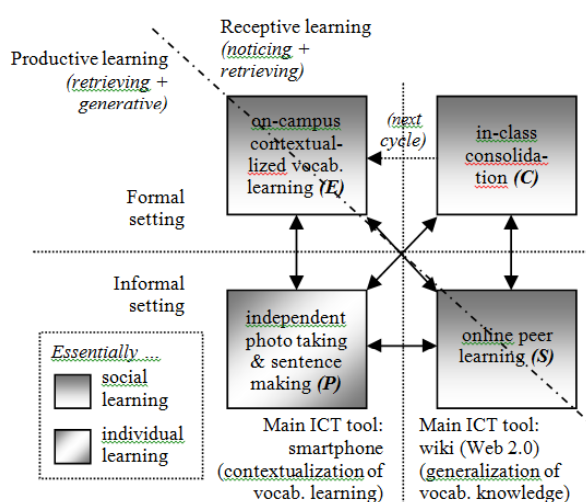 Receptive learning
(noticing +
retrieving)
Productive learning
(retrieving +
generative)
on-campus
contextual-
lized vocab.
learning (E)
(next
cycle)
in-class
consolida-
tion (C)
Formal
setting
Informal
setting
independent
photo taking
& sentence
making (P)
online peer
learning (S)
Essentially ...
social
learning
individual
learning
Main ICT tool:
smartphone
(contextualization of
vocab. learning)
Main ICT tool:
wiki (Web 2.0)
(generalization of
vocab. knowledge)